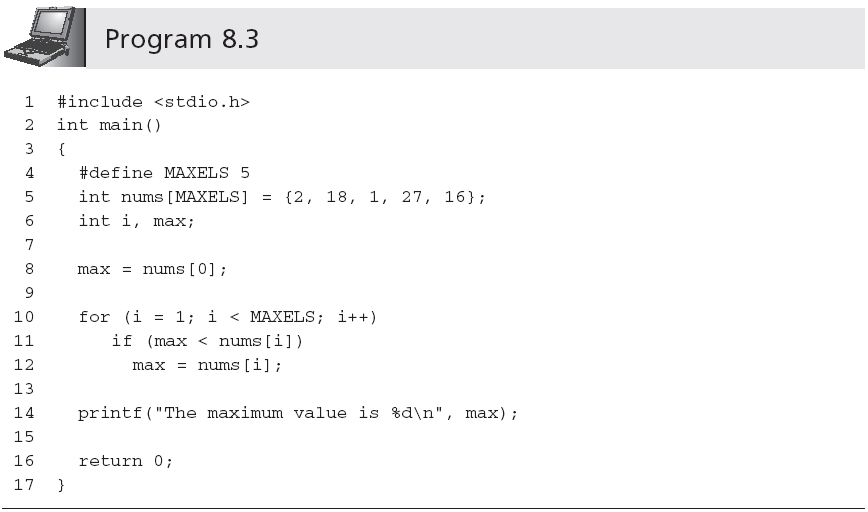 Program 8.3
1 #include <stdio.h>
2 int main()
3 {
4   #define MAXELS 5
5   int nums[MAXELS] = {2, 18, 1, 27, 16};
6   int i, max;
7
8   max = nums[0];
9
10   for (i = 1; i < MAXELS; i++)
11      if (max < nums[i])
12        max = nums[i];
13
14   printf("The maximum value is %d\n", max);
15
16   return 0;
17 }